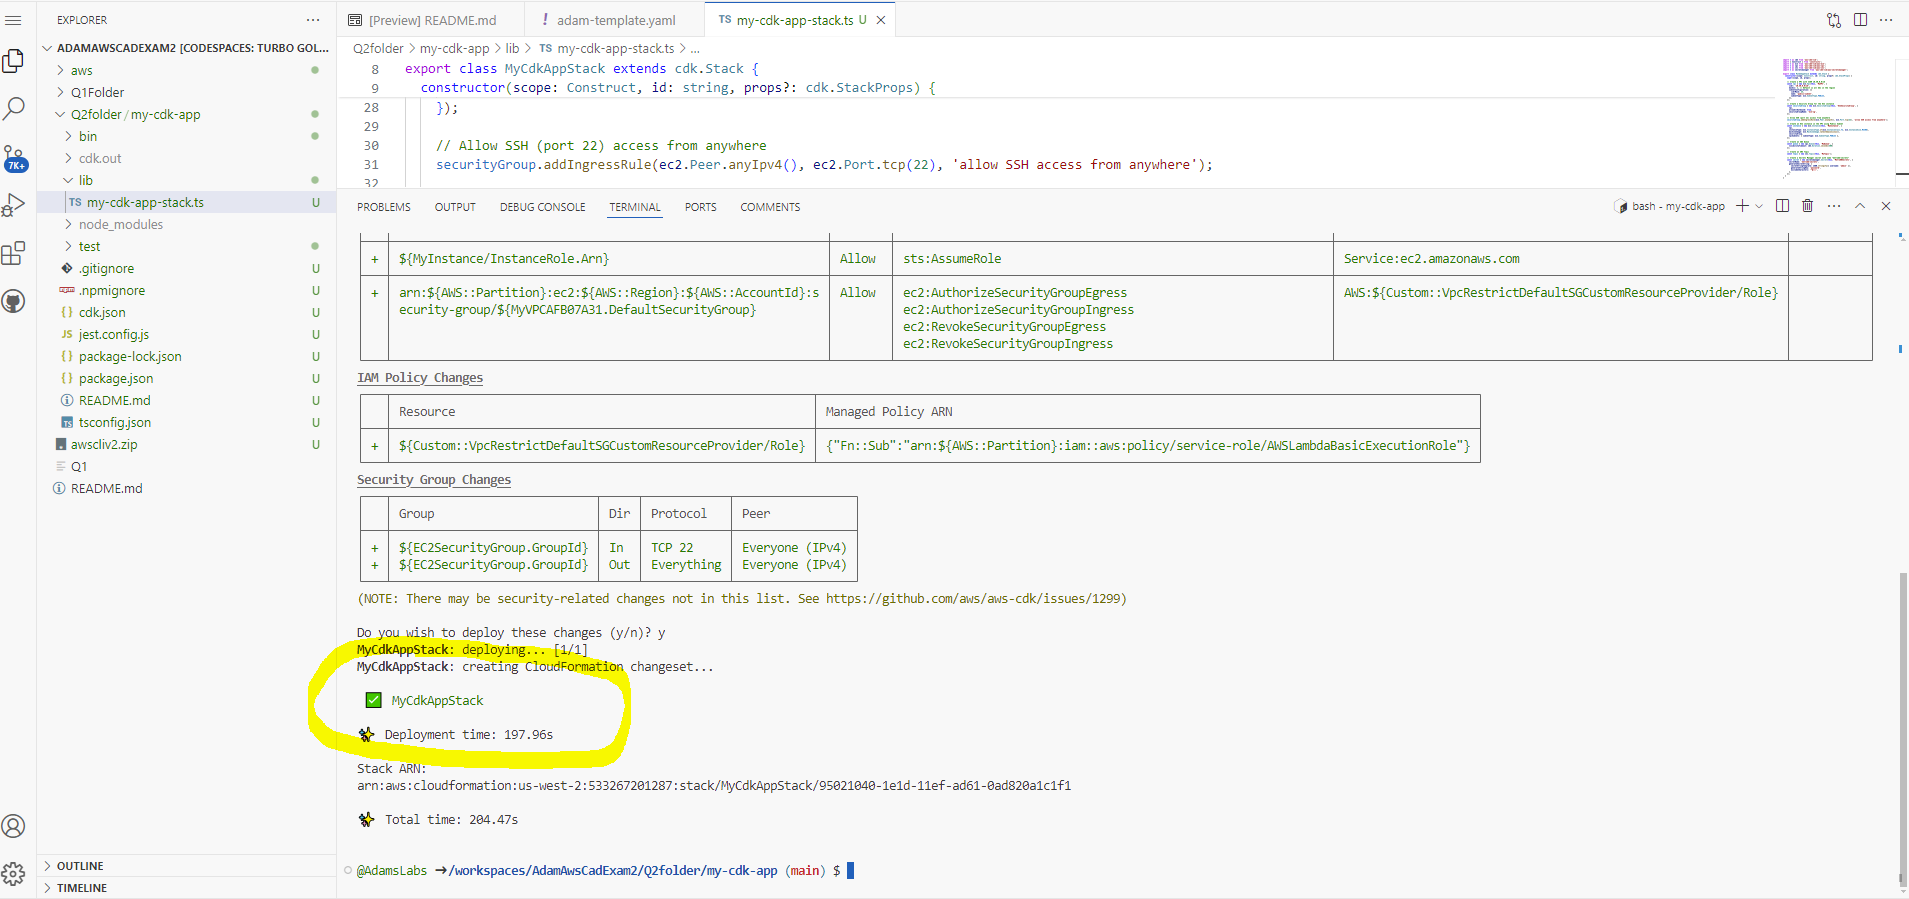 EXPLORER
ADAMAWSCADEXAM2 [CODESPACES: TURBO GOL...
aws
Q1Folder
Q2folder / my-cdk-app
bin
cdk.out
7K+
lib
TS my-cdk-app-stack.ts U
node_modules
test
.gitignore U
npm .npmignore U
{ } cdk.json U
JS jest.config.js U
{ } package-lock.json U
{ } package.json U
README.md U
TS tsconfig.json U
awscliv2.zip U
Q1
README.md
OUTLINE
TIMELINE
[Preview] README.md
! adam-template.yaml
TS my-cdk-app-stack.ts U
Q2folder > my-cdk-app > lib > TS my-cdk-app-stack.ts > ...
8 export class MyCdkAppStack extends cdk.Stack {
9 constructor(scope: Construct, id: string, props?: cdk.StackProps) {
28 });
29
30 // Allow SSH (port 22) access from anywhere
31 securityGroup.addIngressRule(ec2.Peer.anyIpv4(), ec2.Port.tcp(22), 'allow SSH access from anywhere');
32
PROBLEMS OUTPUT DEBUG CONSOLE TERMINAL PORTS COMMENTS
bash - my-cdk-app
+ ${MyInstance/InstanceRole.Arn} Allow sts:AssumeRole Service:ec2.amazonaws.com
+ arn:${AWS::Partition}:ec2:${AWS::Region}:${AWS::AccountId}:s Allow ec2:AuthorizeSecurityGroupEgress AWS:${Custom::VpcRestrictDefaultSGCustomResourceProvider/Role}
ecurity-group/${MyVPCAFB07A31.DefaultSecurityGroup} ec2:AuthorizeSecurityGroupIngress
ec2:RevokeSecurityGroupEgress
ec2:RevokeSecurityGroupIngress
IAM Policy Changes
Resource Managed Policy ARN
+ ${Custom::VpcRestrictDefaultSGCustomResourceProvider/Role} {"Fn::Sub":"arn:${AWS::Partition}:iam::aws:policy/service-role/AWSLambdaBasicExecutionRole"}
Security Group Changes
Group Dir Protocol Peer
+ ${EC2SecurityGroup.GroupId} In TCP 22 Everyone (IPv4)
+ ${EC2SecurityGroup.GroupId} Out Everything Everyone (IPv4)
(NOTE: There may be security-related changes not in this list. See https://github.com/aws/aws-cdk/issues/1299)
Do you wish to deploy these changes (y/n)? y
MyCdkAppStack: deploying... [1/1]
MyCdkAppStack: creating CloudFormation changeset...
✅ MyCdkAppStack
✨ Deployment time: 197.96s
Stack ARN:
arn:aws:cloudformation:us-west-2:533267201287:stack/MyCdkAppStack/95021040-1e1d-11ef-ad61-0ad820a1c1f1
✨ Total time: 204.47s
@AdamsLabs ➜/workspaces/AdamAwsCadExam2/Q2folder/my-cdk-app (main) $